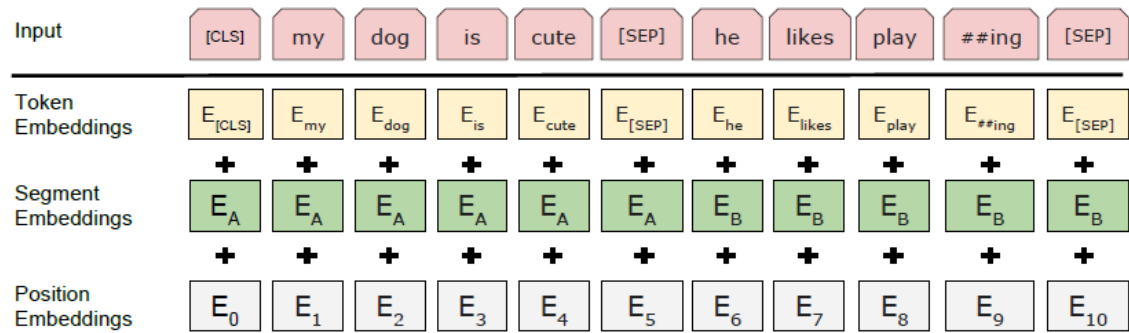 Input [CLS] my dog is cute [SEP] he likes play ##ing [SEP]
Token
Embeddings E[CLS] Emy Edog Eis Ecute E[SEP] Ehe Elikes Eplay E##ing E[SEP]
+ + + + + + + + + + +
Segment
Embeddings EA EA EA EA EA EA EB EB EB EB EB
+ + + + + + + + + + +
Position
Embeddings E0 E1 E2 E3 E4 E5 E6 E7 E8 E9 E10